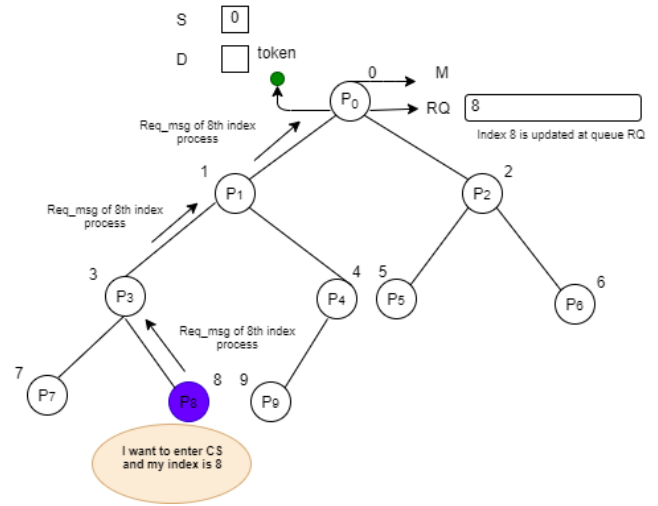 S 0
D token
0 M
P0 RQ 8
Index 8 is updated at queue RQ
Req_msg of 8th index
process
1 2
P1 P2
Req_msg of 8th index
process
3 4 5 6
P3 P4 P5 P6
Req_msg of 8th index
process
7 8 9
P7 P8 P9
I want to enter CS
and my index is 8